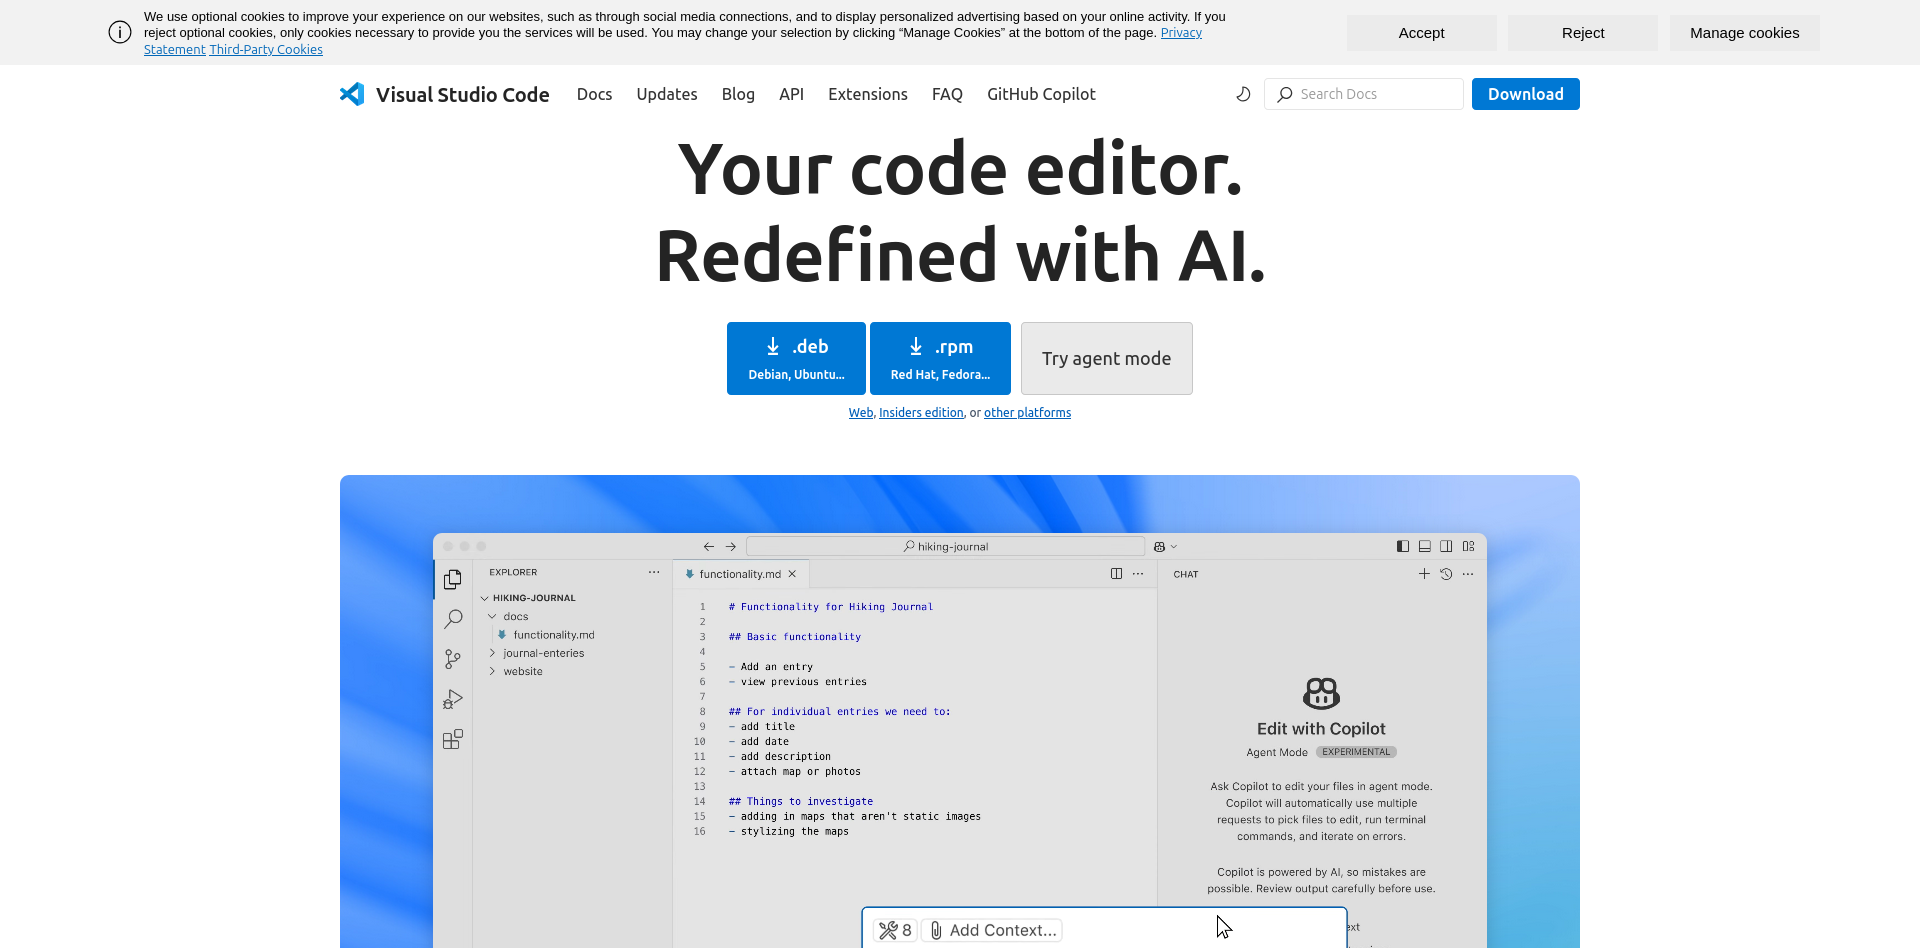 We use optional cookies to improve your experience on our websites, such as through social media connections, and to display personalized advertising based on your online activity. If you
reject optional cookies, only cookies necessary to provide you the services will be used. You may change your selection by clicking “Manage Cookies” at the bottom of the page. Privacy
Statement Third-Party Cookies
Accept
Reject
Manage cookies
Visual Studio Code
Docs
Updates
Blog
API
Extensions
FAQ
GitHub Copilot
Search Docs
Download
Your code editor.
Redefined with AI.
.deb
Debian, Ubuntu...
.rpm
Red Hat, Fedora...
Try agent mode
Web, Insiders edition, or other platforms
hiking-journal
EXPLORER
HIKING-JOURNAL
docs
functionality.md
journal-enteries
website
functionality.md
1 # Functionality for Hiking Journal
2
3 ## Basic functionality
4
5 - Add an entry
6 - view previous entries
7
8 ## For individual entries we need to:
9 - add title
10 - add date
11 - add description
12 - attach map or photos
13
14 ## Things to investigate
15 - adding in maps that aren't static images
16 - stylizing the maps
CHAT
Edit with Copilot
Agent Mode EXPERIMENTAL
Ask Copilot to edit your files in agent mode.
Copilot will automatically use multiple
requests to pick files to edit, run terminal
commands, and iterate on errors.
Copilot is powered by AI, so mistakes are
possible. Review output carefully before use.
8 Add Context...